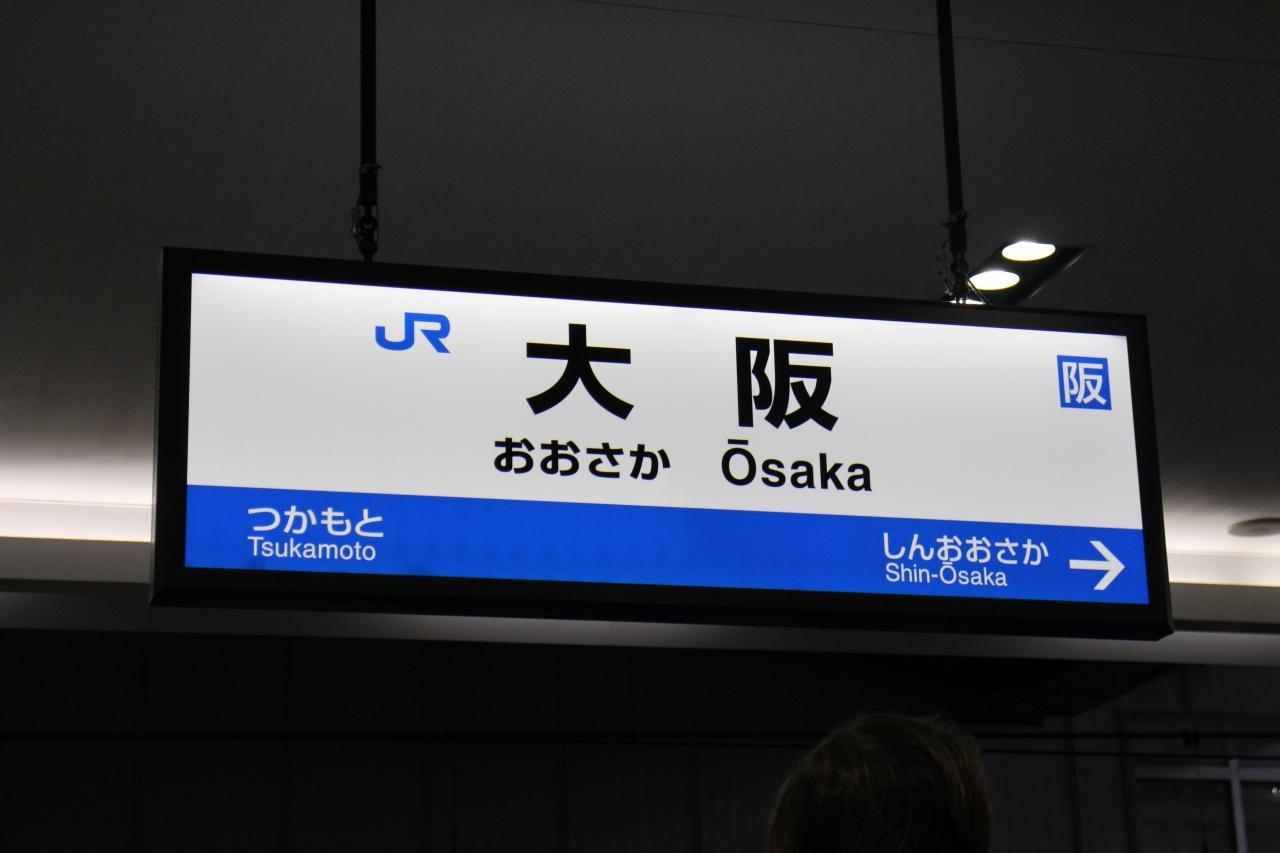 JR
大阪
阪
おおさか Ōsaka
つかもと
Tsukamoto
しんおおさか →
Shin-Ōsaka